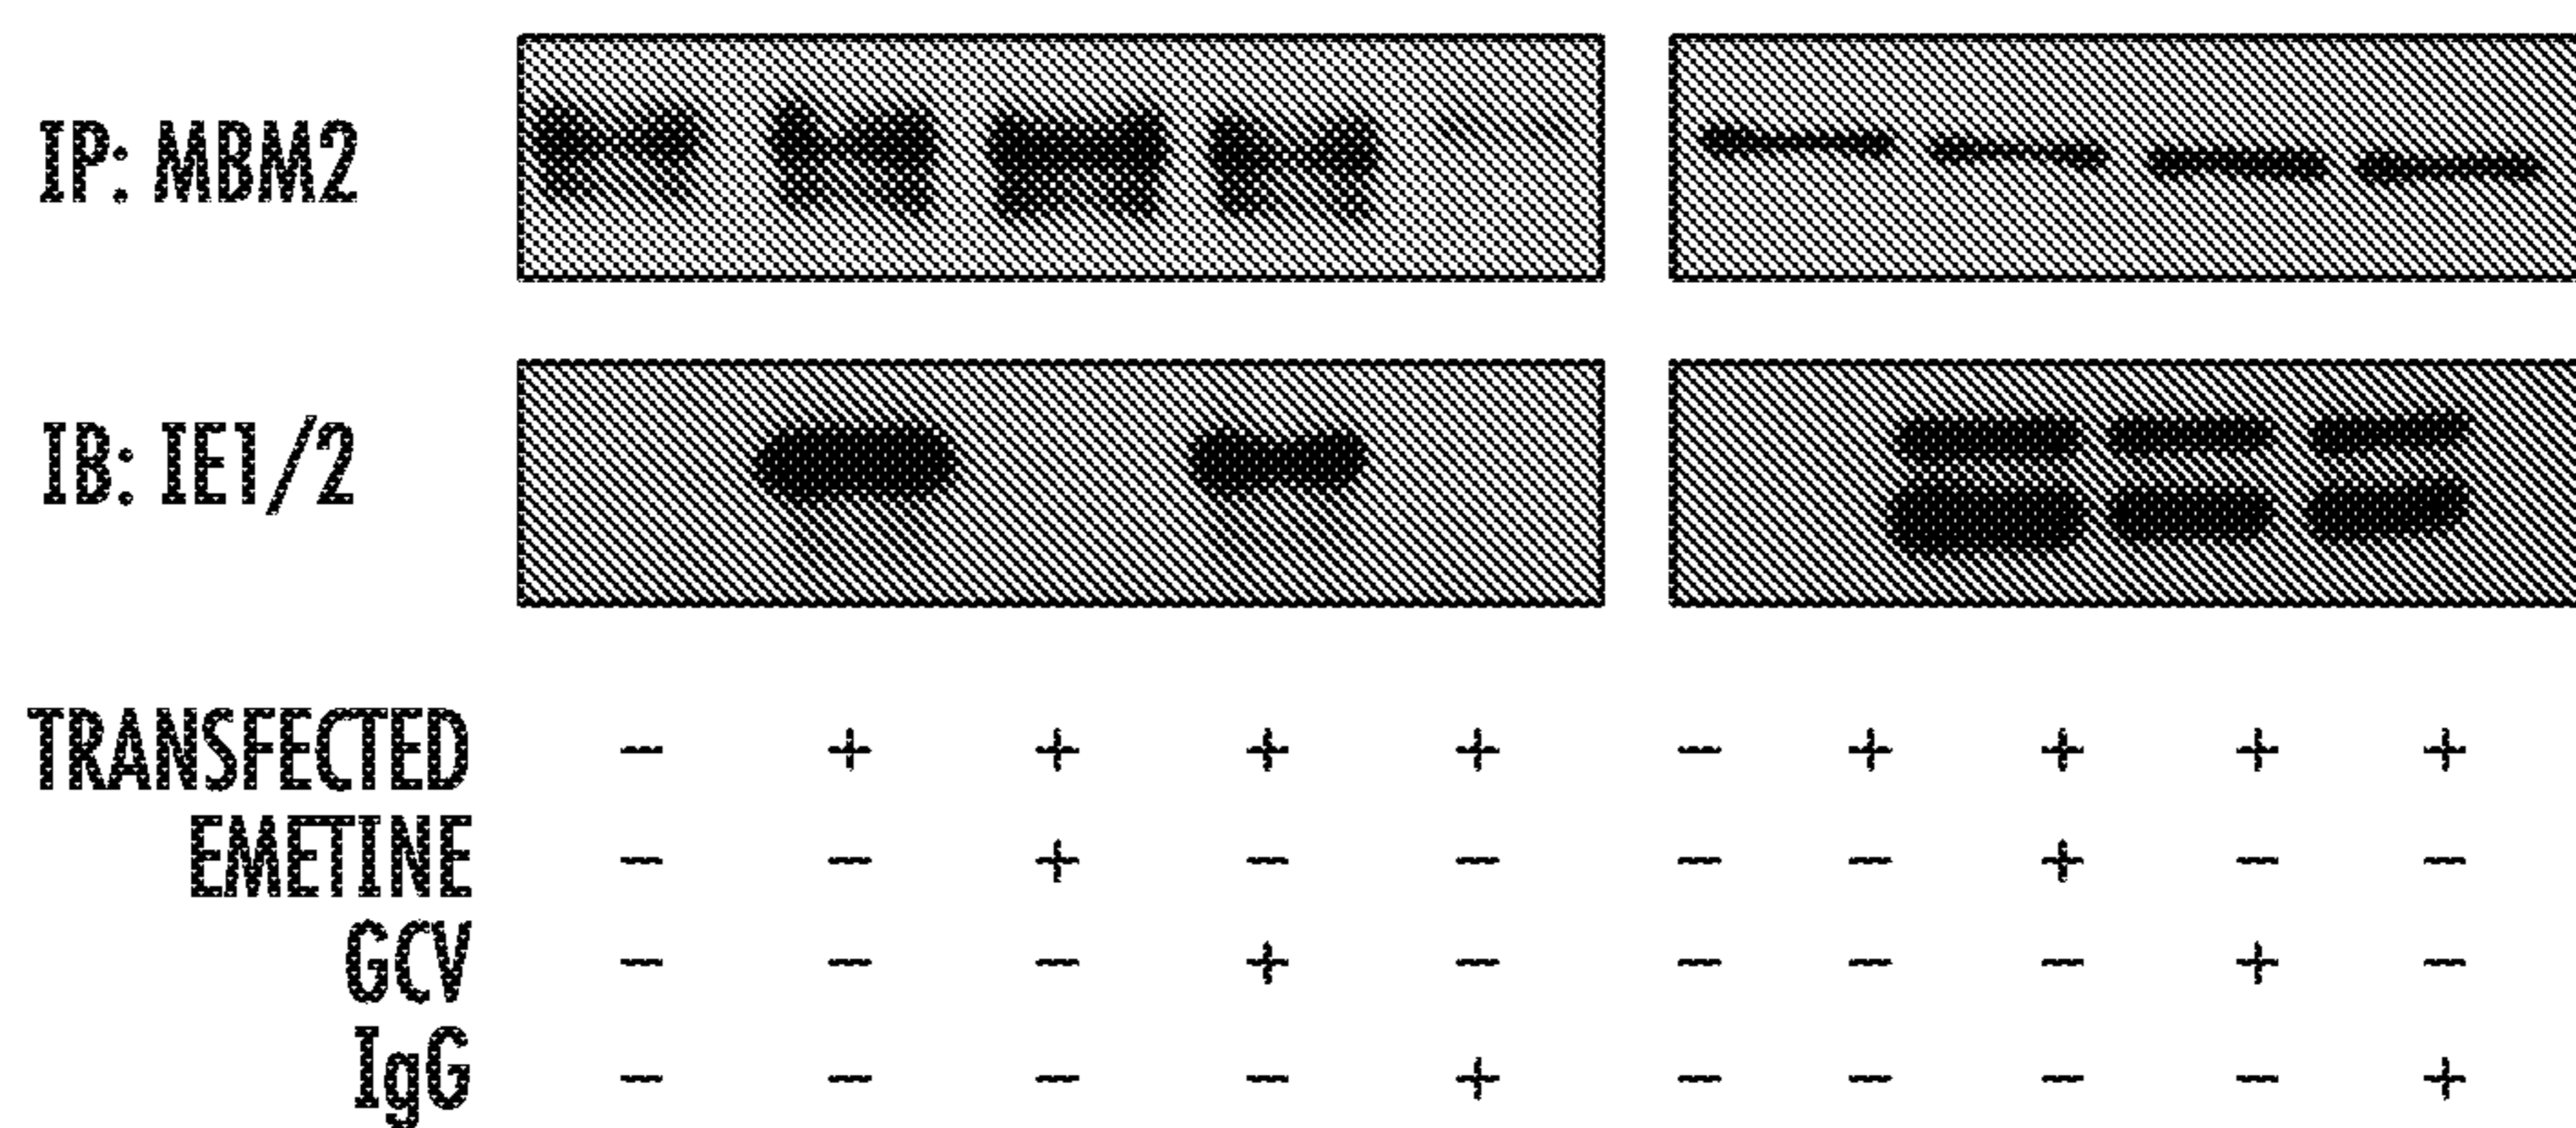 IP: MBM2
IB: IE1/2
TRANSFECTED − + + + + − + + + +
EMETINE − − + − − − − + − −
GCV − − − + − − − − + −
IgG − − − − + − − − − +